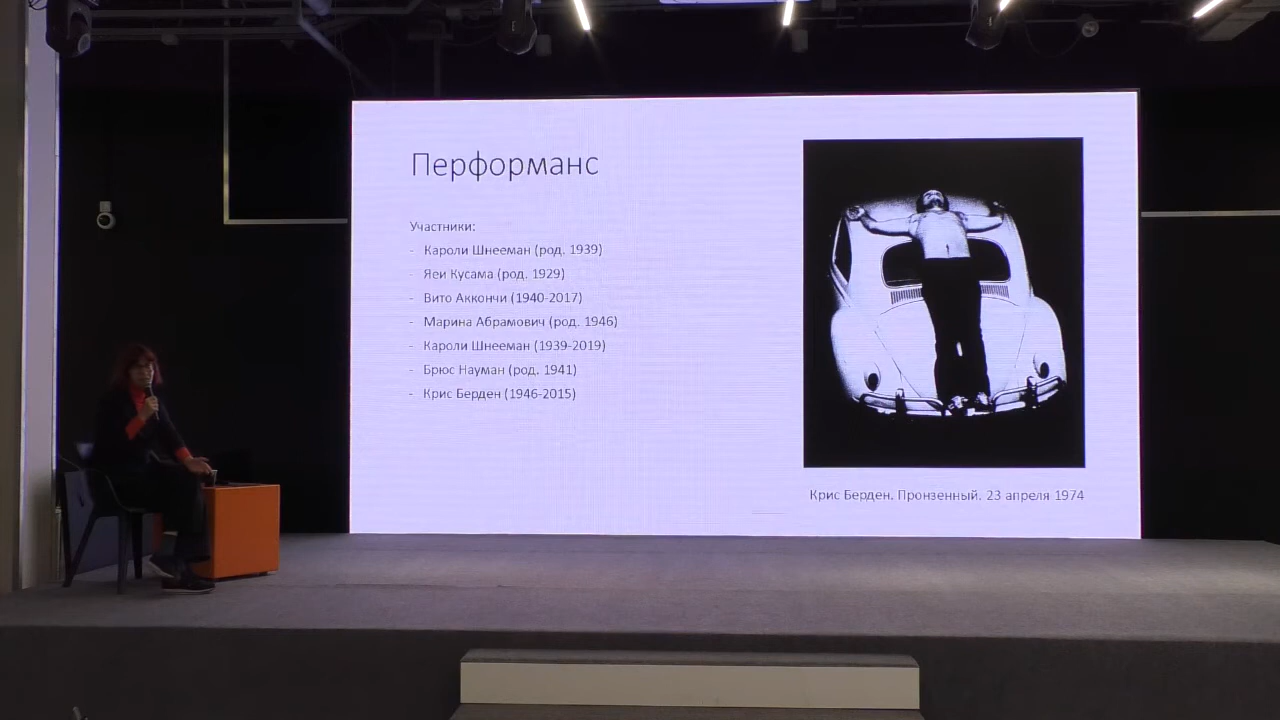 Перформанс
Участники:
- Кароли Шнееман (род. 1939)
- Яеи Кусама (род. 1929)
- Вито Аккончи (1940-2017)
- Марина Абрамович (род. 1946)
- Кароли Шнееман (1939-2019)
- Брюс Науман (род. 1941)
- Крис Берден (1946-2015)
Крис Берден. Пронзенный. 23 апреля 1974